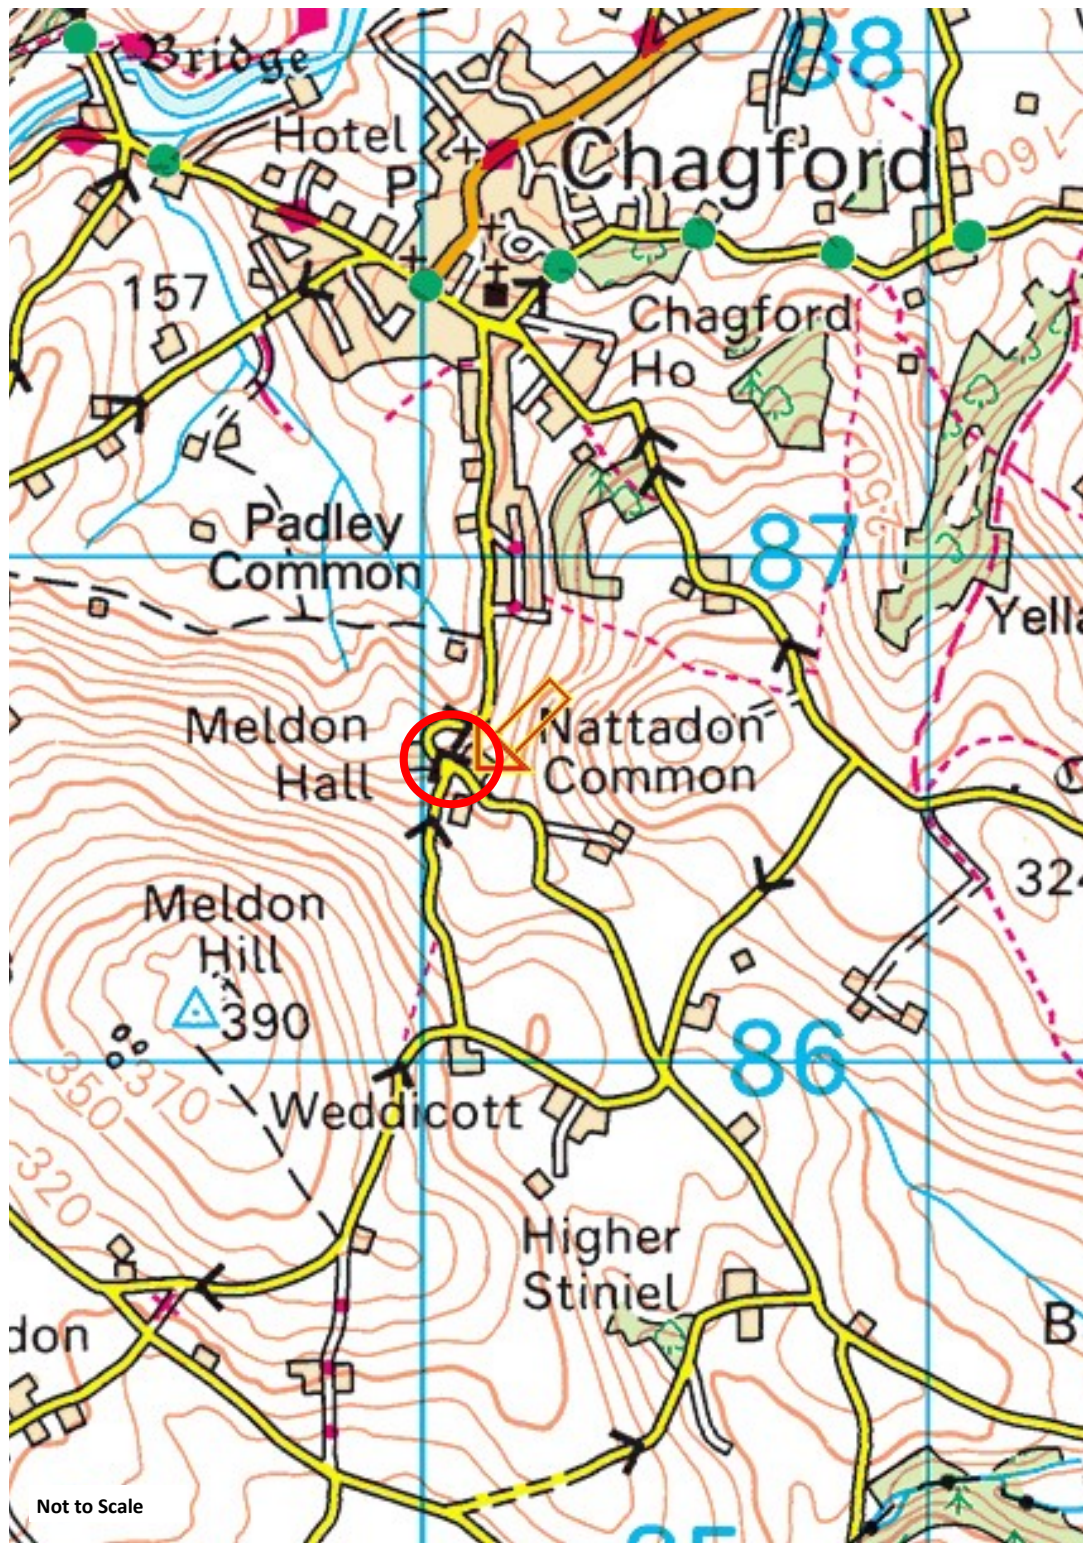 Bridge
88
Hotel
P
Chagford
160
157
Chagford
Ho
350
Padley
Common
87
Yella
Meldon
Hall
Nattadon
Common
324
Meldon
Hill
390
86
370
350
Weddicott
320
Higher
Stiniel
don
B
Not to Scale